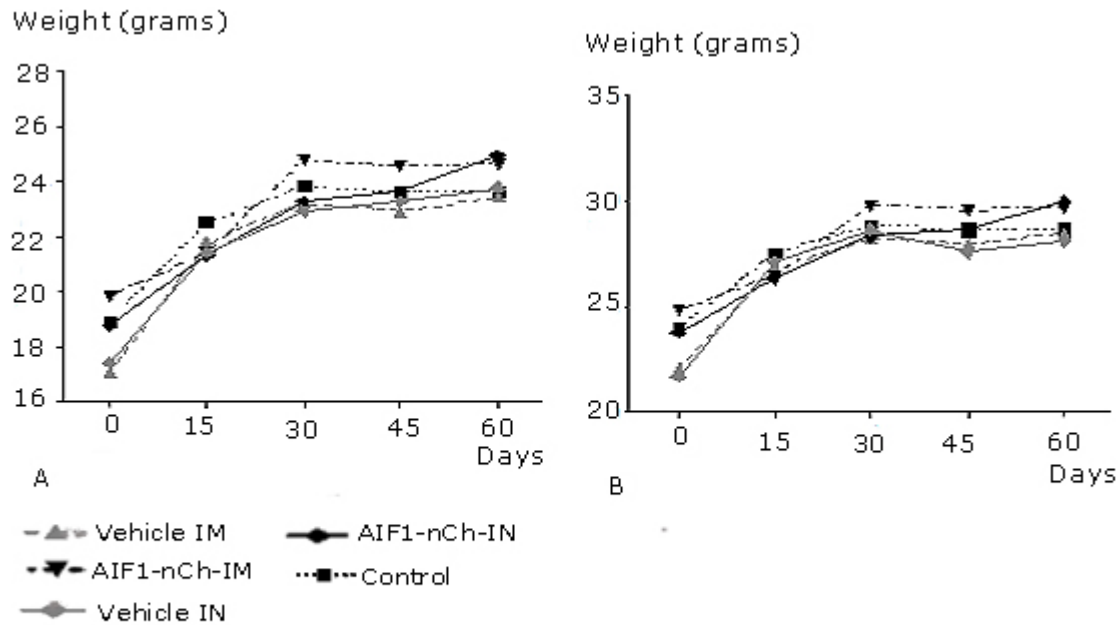 Weight (grams)
28
26
24
22
20
18
16
0 15 30 45 60
Days
A
Weight (grams)
35
30
25
20
0 15 30 45 60
Days
B
Vehicle IM
AIF1-nCh-IM
Vehicle IN
AIF1-nCh-IN
Control